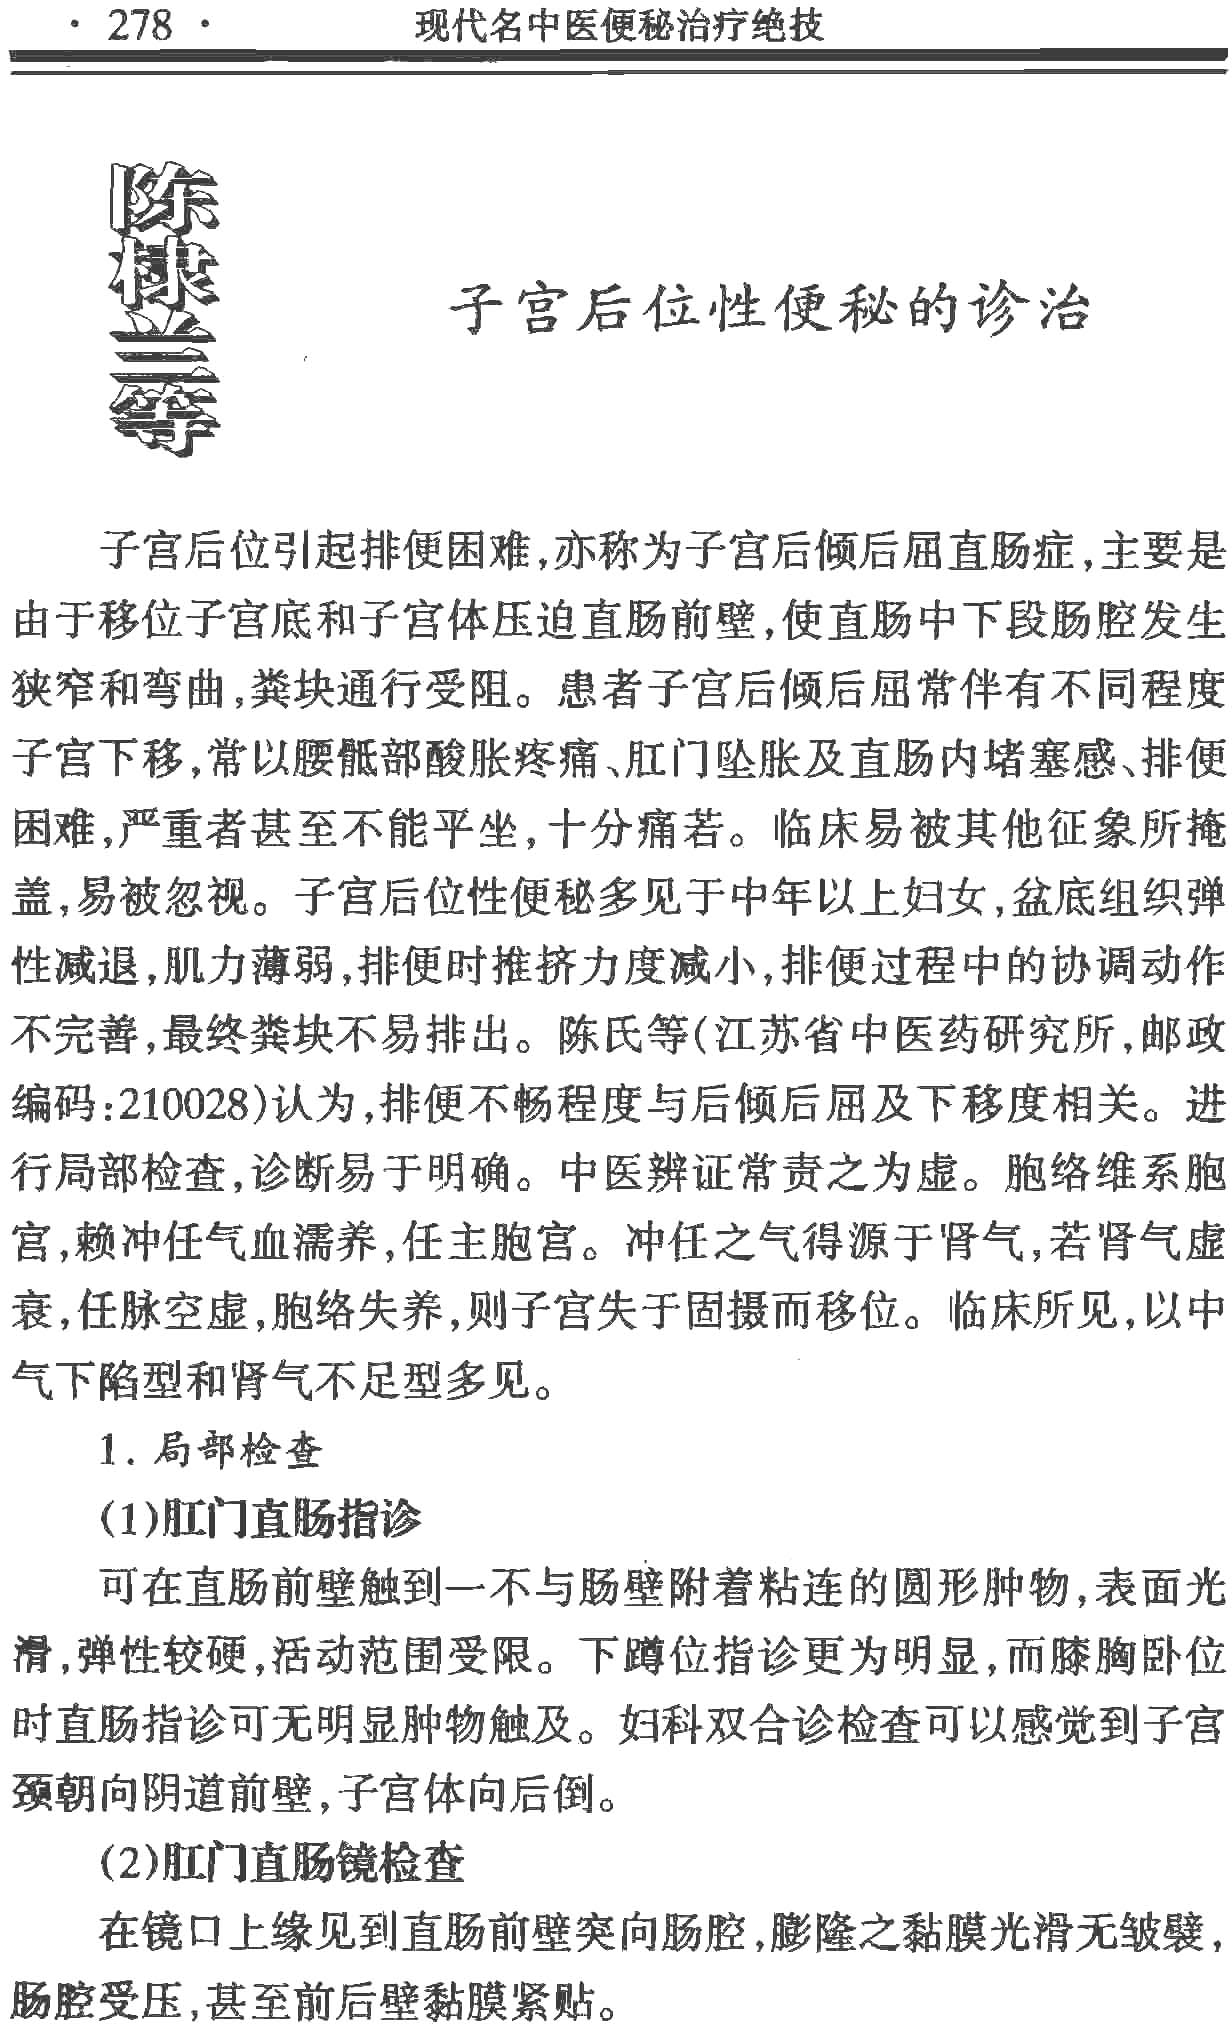 · 278 · 现代名中医便秘治疗绝技
陈棣兰等
子宫后位性便秘的诊治
子宫后位引起排便困难,亦称为子宫后倾后屈直肠症,主要是
由于移位子宫底和子宫体压迫直肠前壁,使直肠中下段肠腔发生
狭窄和弯曲,粪块通行受阻。患者子宫后倾后屈常伴有不同程度
子宫下移,常以腰骶部酸胀疼痛、肛门坠胀及直肠内堵塞感、排便
困难,严重者甚至不能平坐,十分痛若。临床易被其他征象所掩
盖,易被忽视。子宫后位性便秘多见于中年以上妇女,盆底组织弹
性减退,肌力薄弱,排便时推挤力度减小,排便过程中的协调动作
不完善,最终粪块不易排出。陈氏等(江苏省中医药研究所,邮政
编码:210028)认为,排便不畅程度与后倾后屈及下移度相关。进
行局部检查,诊断易于明确。中医辨证常责之为虚。胞络维系胞
宫,赖冲任气血濡养,任主胞宫。冲任之气得源于肾气,若肾气虚
衰,任脉空虚,胞络失养,则子宫失于固摄而移位。临床所见,以中
气下陷型和肾气不足型多见。
1. 局部检查
(1)肛门直肠指诊
可在直肠前壁触到一不与肠壁附着粘连的圆形肿物,表面光
滑,弹性较硬,活动范围受限。下蹲位指诊更为明显,而膝胸卧位
时直肠指诊可无明显肿物触及。妇科双合诊检查可以感觉到子宫
颈朝向阴道前壁,子宫体向后倒。
(2)肛门直肠镜检查
在镜口上缘见到直肠前壁突向肠腔,膨隆之黏膜光滑无皱襞,
肠腔受压,甚至前后壁黏膜紧贴。